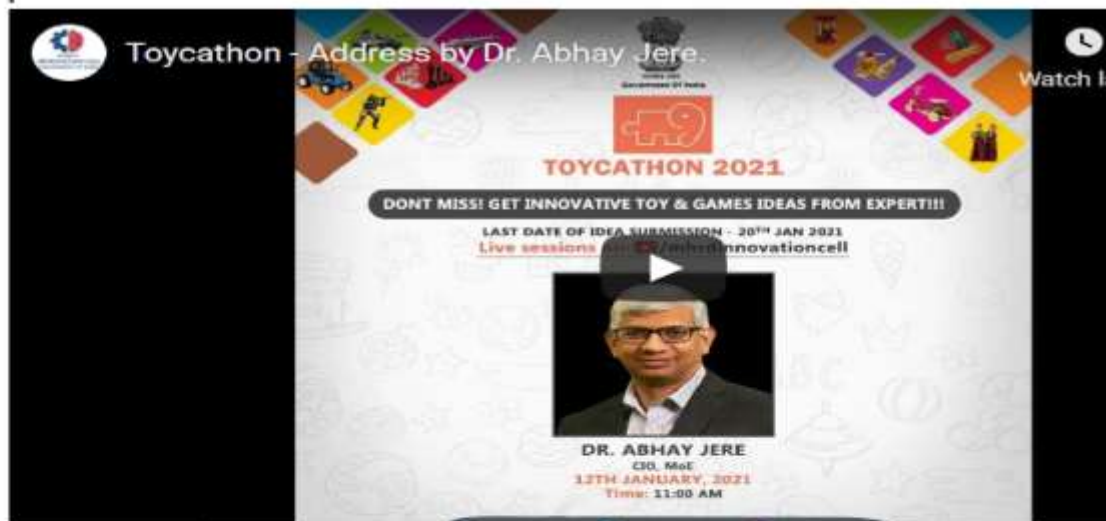 Toycathon - Address by Dr. Abhay Jere.
Watch l
Government Of India
TOYCATHON 2021
DONT MISS! GET INNOVATIVE TOY & GAMES IDEAS FROM EXPERT!!!
LAST DATE OF IDEA SUBMISSION - 20TH JAN 2021
Live sessions /mhrdinnovationcell
DR. ABHAY JERE
CIO, MoE
12TH JANUARY, 2021
Time: 11:00 AM